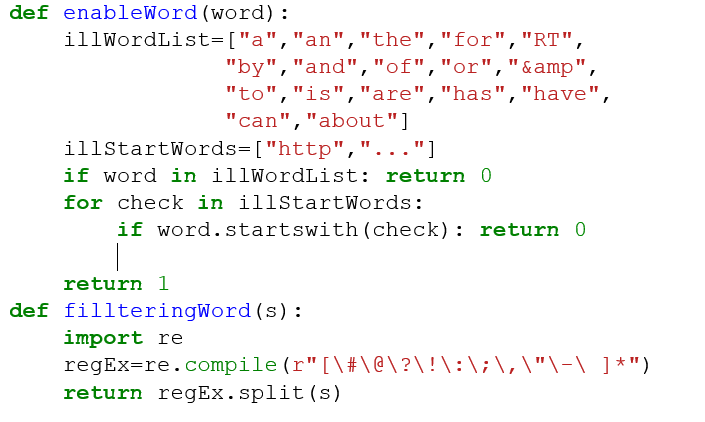 def enableWord(word):
    illWordList=["a","an","the","for","RT",
                "by","and","of","or","&amp",
                "to","is","are","has","have",
                "can","about"]
    illStartWords=["http","..."]
    if word in illWordList: return 0
    for check in illStartWords:
        if word.startswith(check): return 0
    return 1
def fillteringWord(s):
    import re
    regEx=re.compile(r"[\#\@\?\!\:\;\,\"\-\ ]*")
    return regEx.split(s)